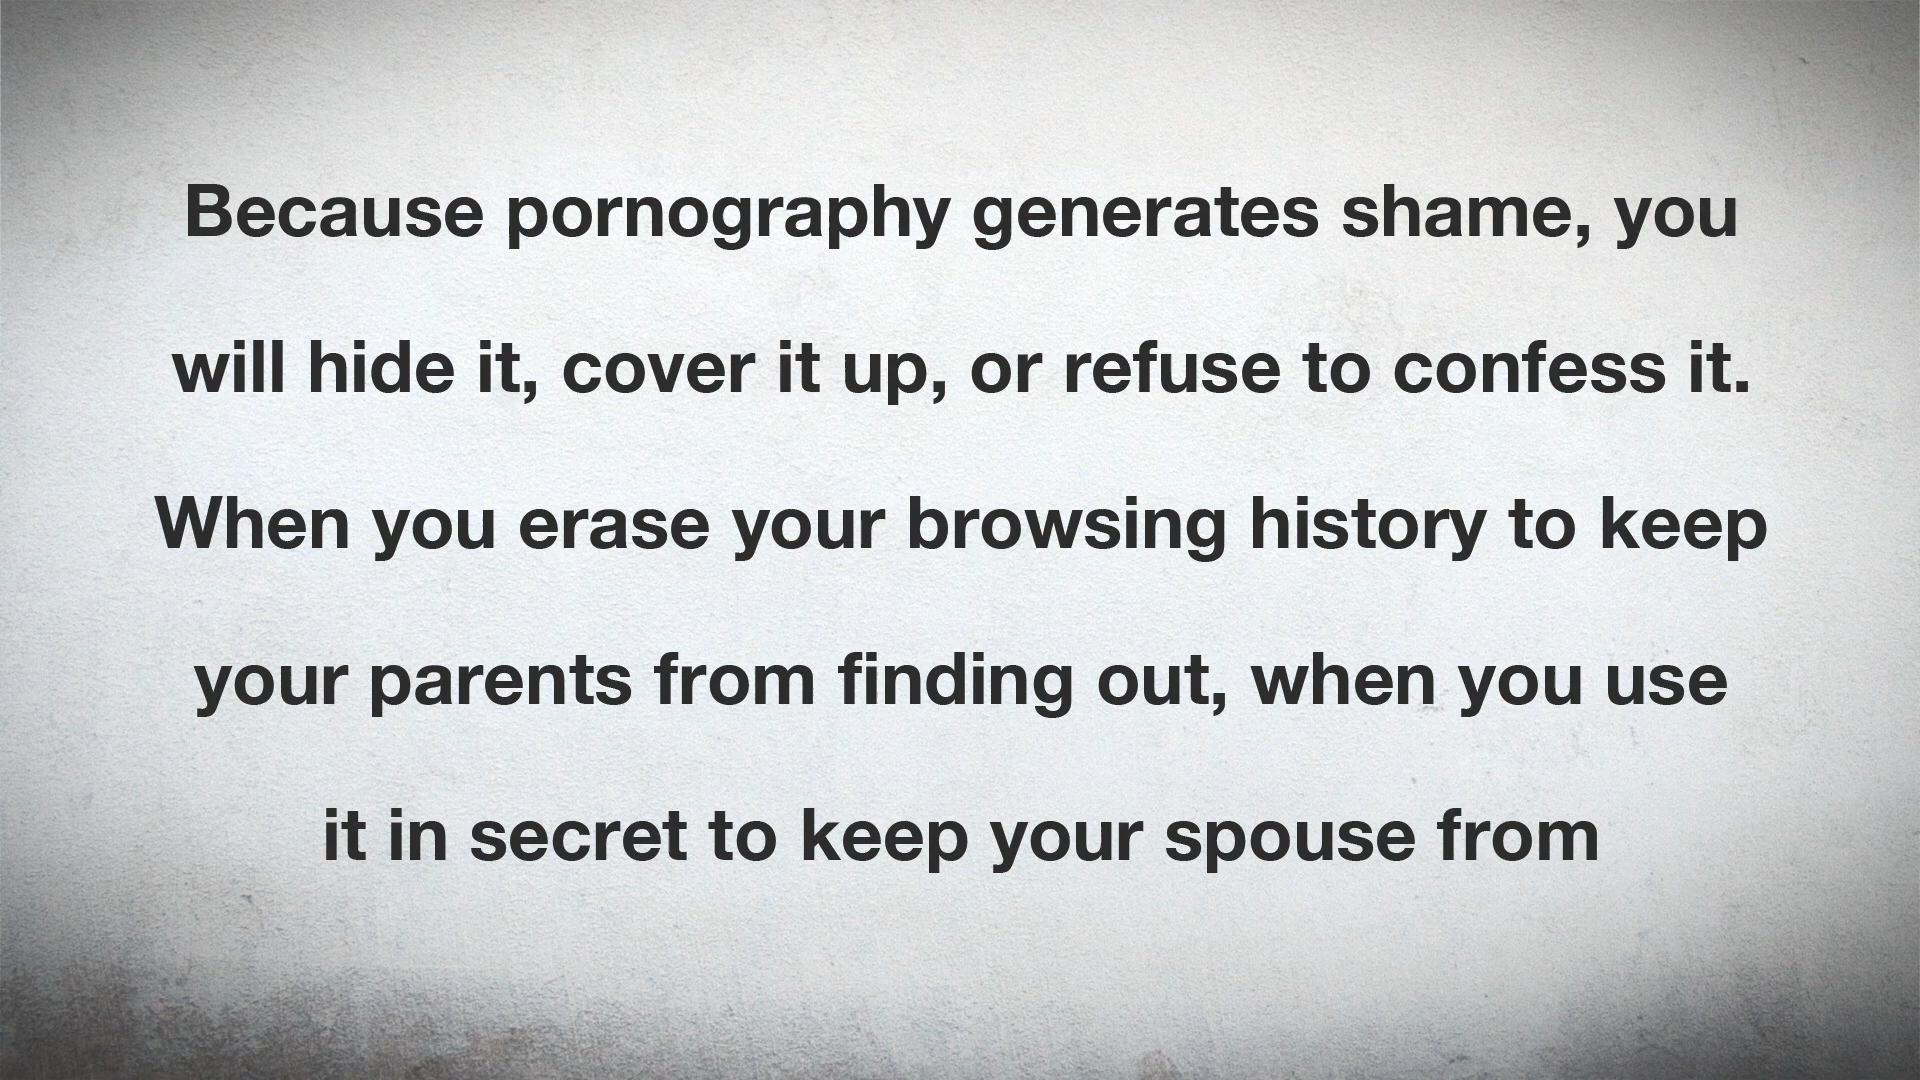 Because pornography generates shame, you
will hide it, cover it up, or refuse to confess it.
When you erase your browsing history to keep
your parents from finding out, when you use
it in secret to keep your spouse from